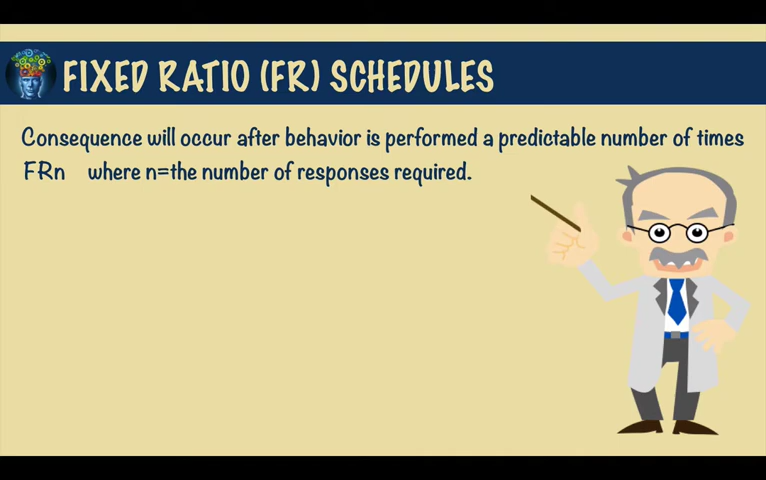 FIXED RATIO (FR) SCHEDULES
Consequence will occur after behavior is performed a predictable number of times
FRn where n=the number of responses required.